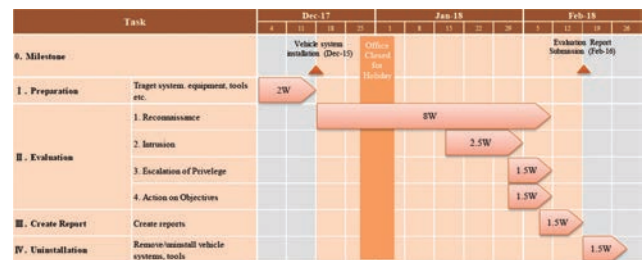 Task
Dec-17
Jan-18
Feb-18
4 11 18 25 1 8 15 22 29 5 12 19 26
0. Milestone
Vehicle system
installation (Dec-15)
Office
Closed
for
Holiday
Evaluation Report
Submission (Feb-16)
I. Preparation
Traget system. equipment, tools
etc.
2W
II. Evaluation
1. Reconnaissance
8W
2. Intrusion
2.5W
3. Escalation of Privelege
1.5W
4. Action on Objectives
1.5W
III. Create Report
Create reports
1.5W
IV. Uninstallation
Remove/uninstall vehicle
systems, tools
1.5W